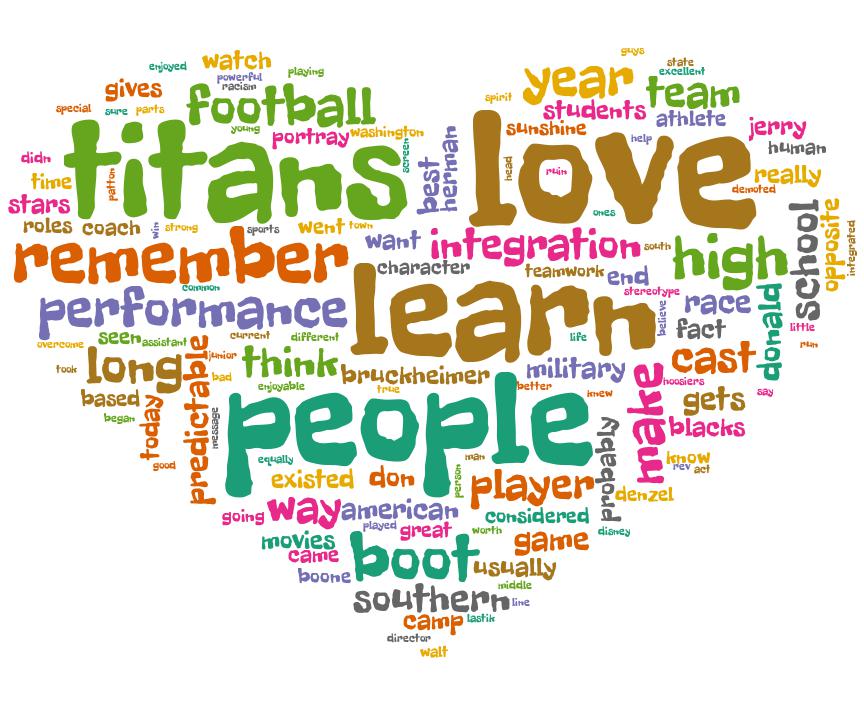 guys
enjoyed
watch
state
powerful
playing
excellent
gives
racism
year
team
football
spirit
special
sure
parts
students
athlete
young
portray
washington
sunshine
help
jerry
titans
love
screen
best
herman
human
didn
head
ruin
time
patton
really
demoted
stars
ones
school
opposite
integrated
roles
coach
win
strong
sports
went
town
want
integration
south
high
remember
character
teamwork
end
common
learn
stereotype
performance
race
believe
donald
fact
little
overcome
seen
assistant
current
different
life
run
long
predictable
junior
think
cast
took
bad
bruckheimer
military
hoosiers
enjoyable
true
better
make
say
based
knew
gets
began
today
message
people
probably
blacks
good
equally
man
know
rev
act
existed
don
person
player
denzel
going
way
american
considered
played
great
worth
disney
movies
came
game
boot
usually
boone
middle
southern
line
camp
lastik
director
walt